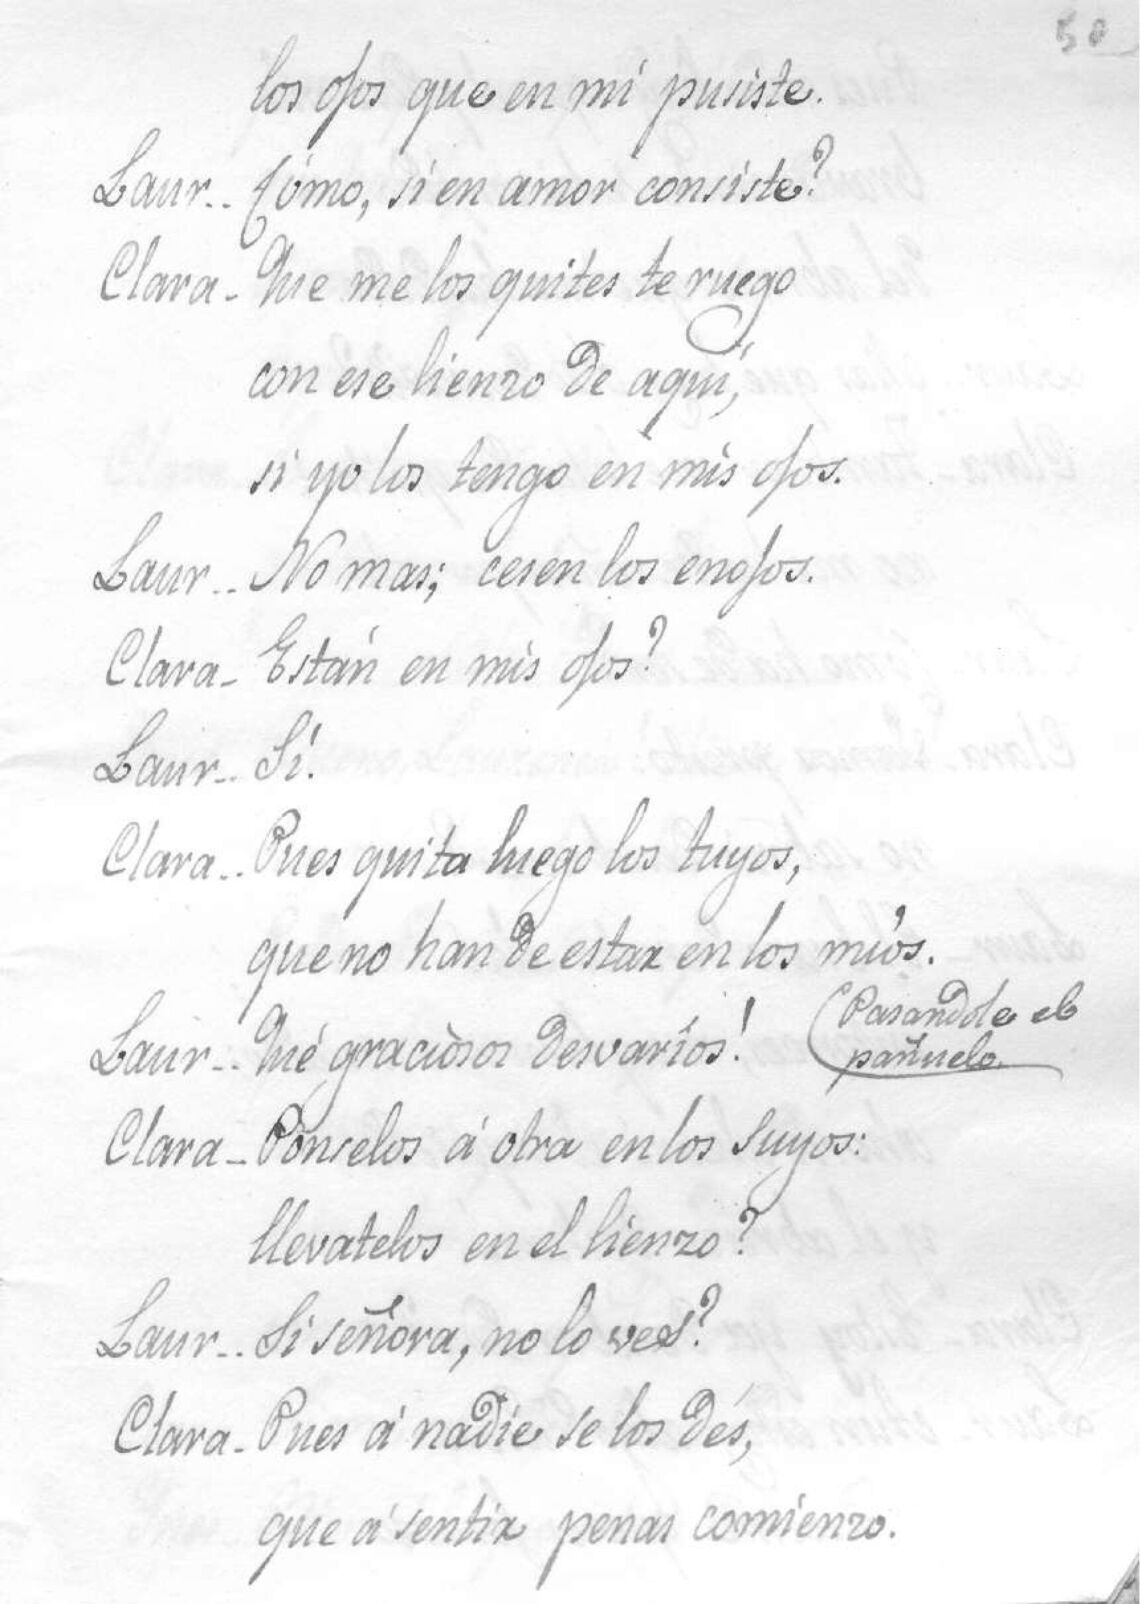 50
los ojos que en mí pusiste.
Laur.. Cómo, si en amor consiste?
Clara- Que me los quites te ruego
con ese lienzo de aquí,
si yo los tengo en mis ojos.
Laur.. No mas; cesen los enojos.
Clara- Están en mis ojos?
Laur.. Sí.
Clara.. Pues quita luego los tuyos,
que no han de estar en los míos.
Laur.. Qué graciosos desvaríos! (Pasandole el
pañuelo.
Clara- Ponselos á otra en los suyos:
llevatelos en el lienzo?
Laur.. Si señora, no lo ves?
Clara- Pues á nadie se los dés,
que á sentir penas comienzo.